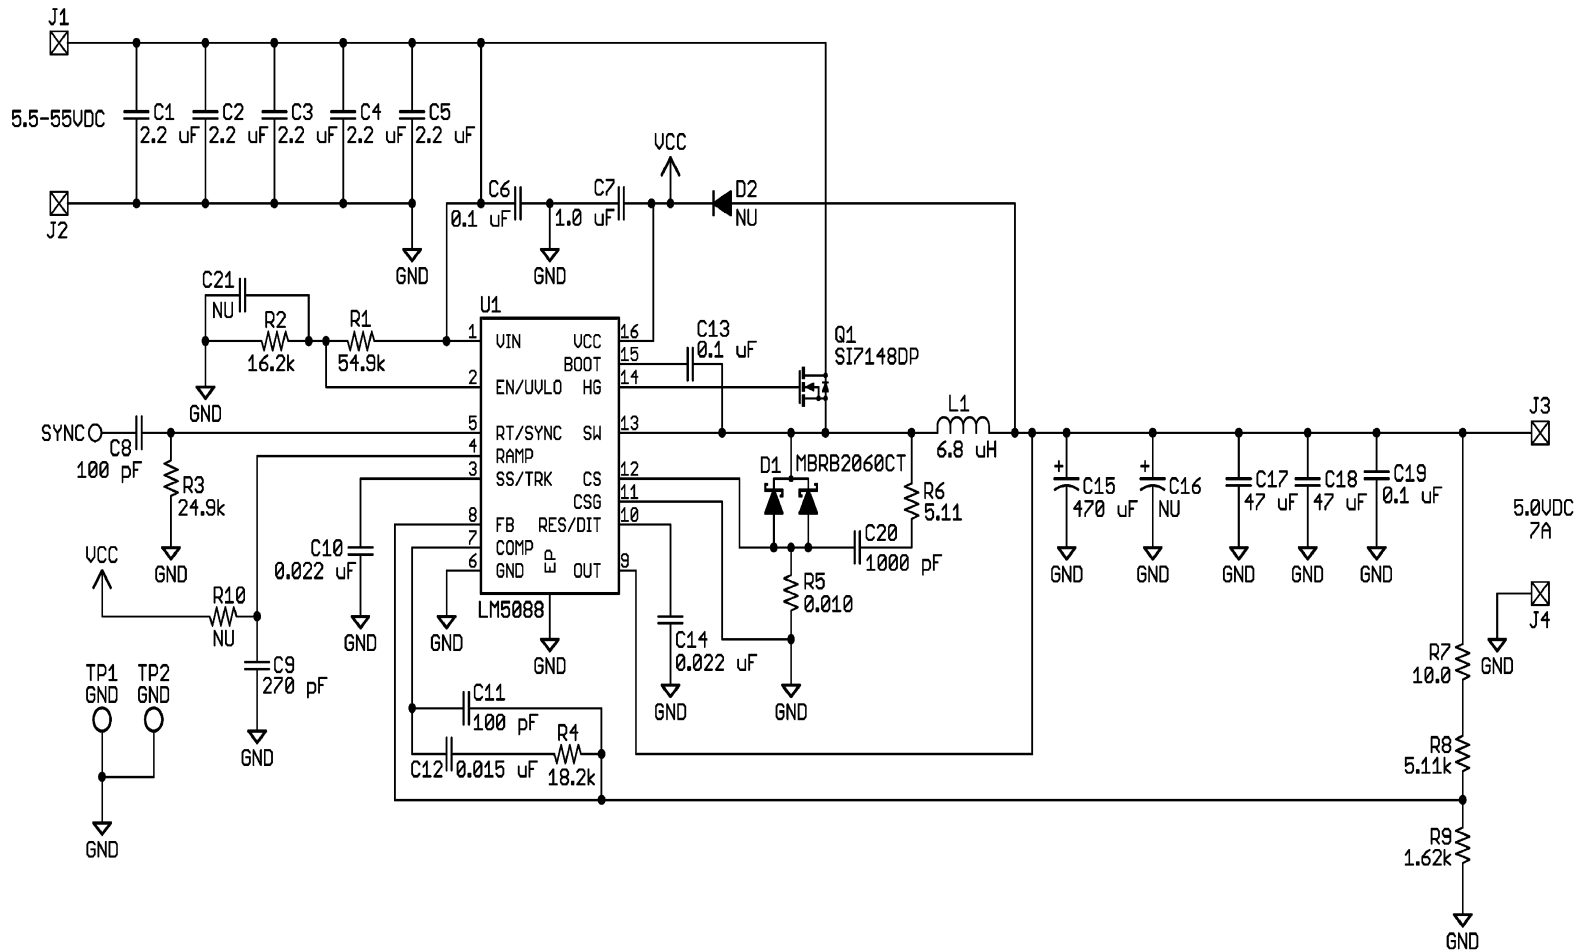 J1
5.5-55VDC
C1
2.2 uF
C2
2.2 uF
C3
2.2 uF
C4
2.2 uF
C5
2.2 uF
J2
GND
VCC
C6
0.1 uF
C7
1.0 uF
D2
NU
GND
C21
NU
R2
16.2k
R1
54.9k
GND
U1
1 VIN
2 EN/UVLO
5 RT/SYNC
4 RAMP
3 SS/TRK
8 FB
7 COMP
6 GND
16 VCC
15 BOOT
14 HG
13 SW
12 CS
11 CSG
10 RES/DIT
9 OUT
EP
LM5088
C13
0.1 uF
Q1
SI7148DP
SYNC
C8
100 pF
R3
24.9k
GND
L1
6.8 uH
D1
MBRB2060CT
R6
5.11
C20
1000 pF
R5
0.010
GND
+
C15
470 uF
GND
+
C16
NU
GND
C17
47 uF
GND
C18
47 uF
GND
C19
0.1 uF
GND
J3
5.0VDC
7A
J4
GND
VCC
R10
NU
C10
0.022 uF
GND
GND
GND
C14
0.022 uF
GND
C9
270 pF
GND
TP1
GND
TP2
GND
GND
C11
100 pF
C12
0.015 uF
R4
18.2k
R7
10.0
R8
5.11k
R9
1.62k
GND